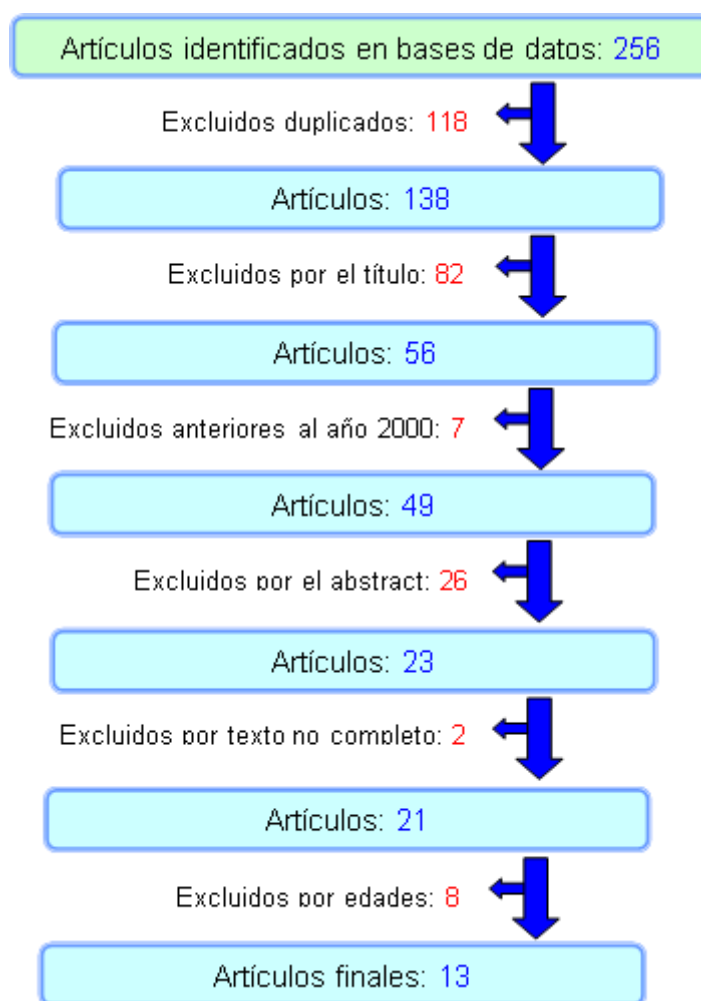 Artículos identificados en bases de datos: 256
Excluidos duplicados: 118
Artículos: 138
Excluidos por el título: 82
Artículos: 56
Excluidos anteriores al año 2000: 7
Artículos: 49
Excluidos por el abstract: 26
Artículos: 23
Excluidos por texto no completo: 2
Artículos: 21
Excluidos por edades: 8
Artículos finales: 13